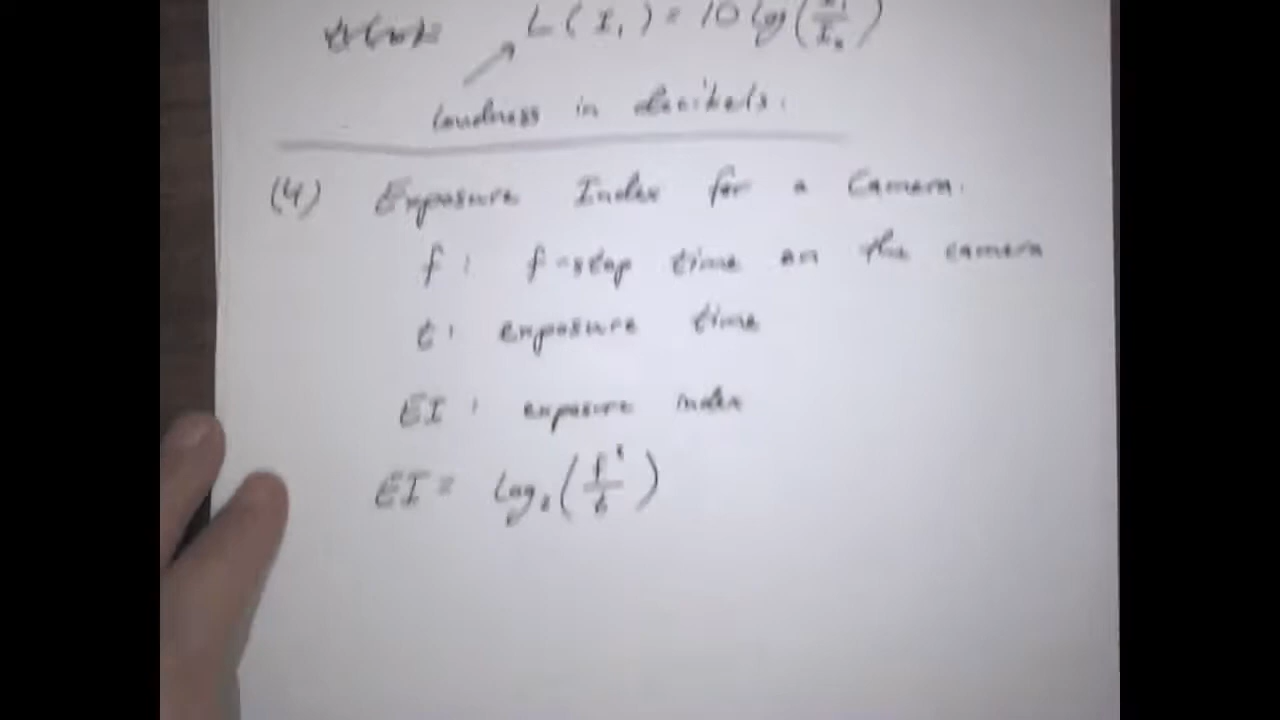 L(I₁) = 10 log(I₁/I₀)
loudness in decibels.
(4) Exposure Index for a Camera.
f: f-stop time on the camera
t: exposure time
EI: exposure index
EI = log₂(f²/t)